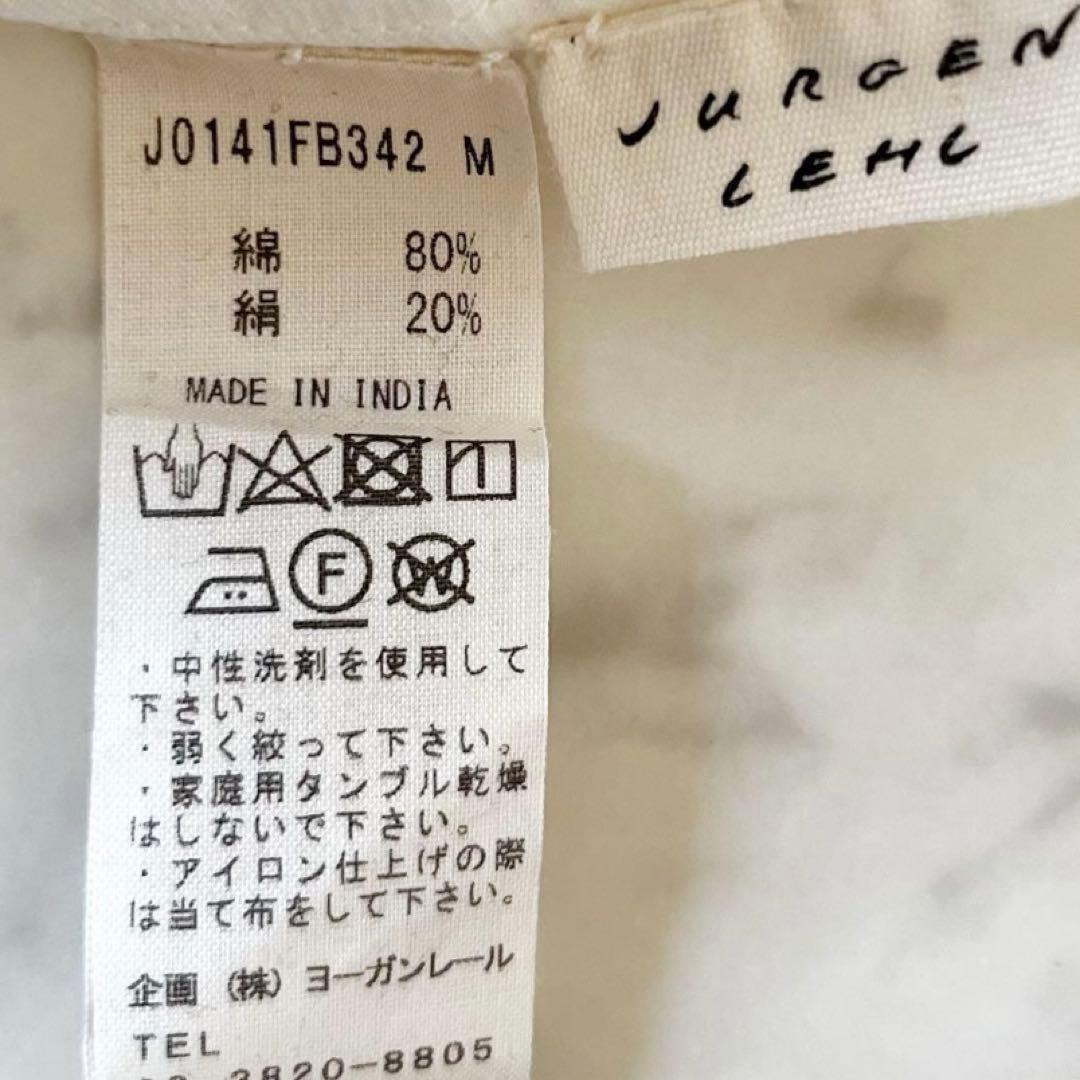 JURGEN
LEHL
J0141FB342 M
綿 80%
絹 20%
MADE IN INDIA
F
W
・中性洗剤を使用して
下さい。
・弱く絞って下さい。
・家庭用タンブル乾燥
はしないで下さい。
・アイロン仕上げの際
は当て布をして下さい。
企画 (株) ヨーガンレール
TEL
3820-8805